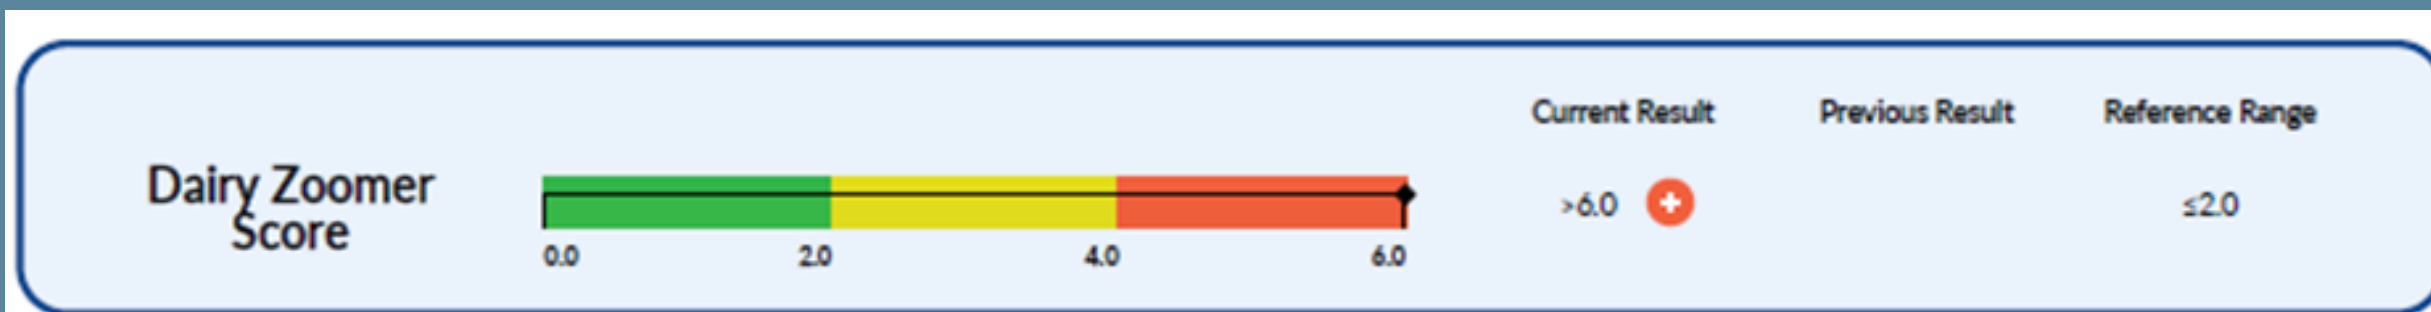 Current Result Previous Result Reference Range
Dairy Zoomer
Score
>6.0 ≤2.0
0.0 2.0 4.0 6.0